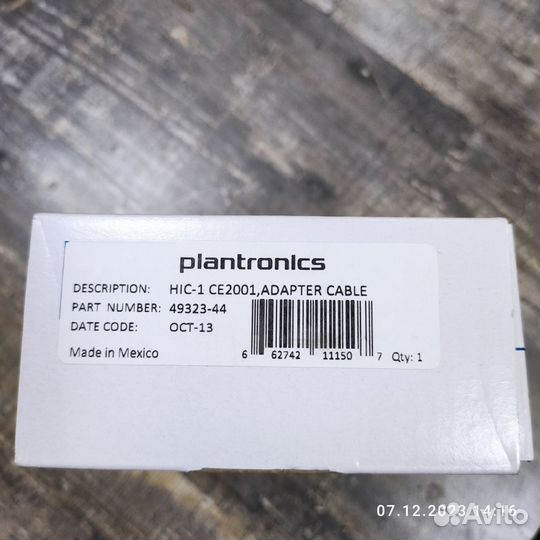 plantronics
DESCRIPTION: HIC-1 CE2001,ADAPTER CABLE
PART NUMBER: 49323-44
DATE CODE: OCT-13
Made in Mexico
6 62742 11150 7 Qty: 1
07.12.2023 14:16
Avito